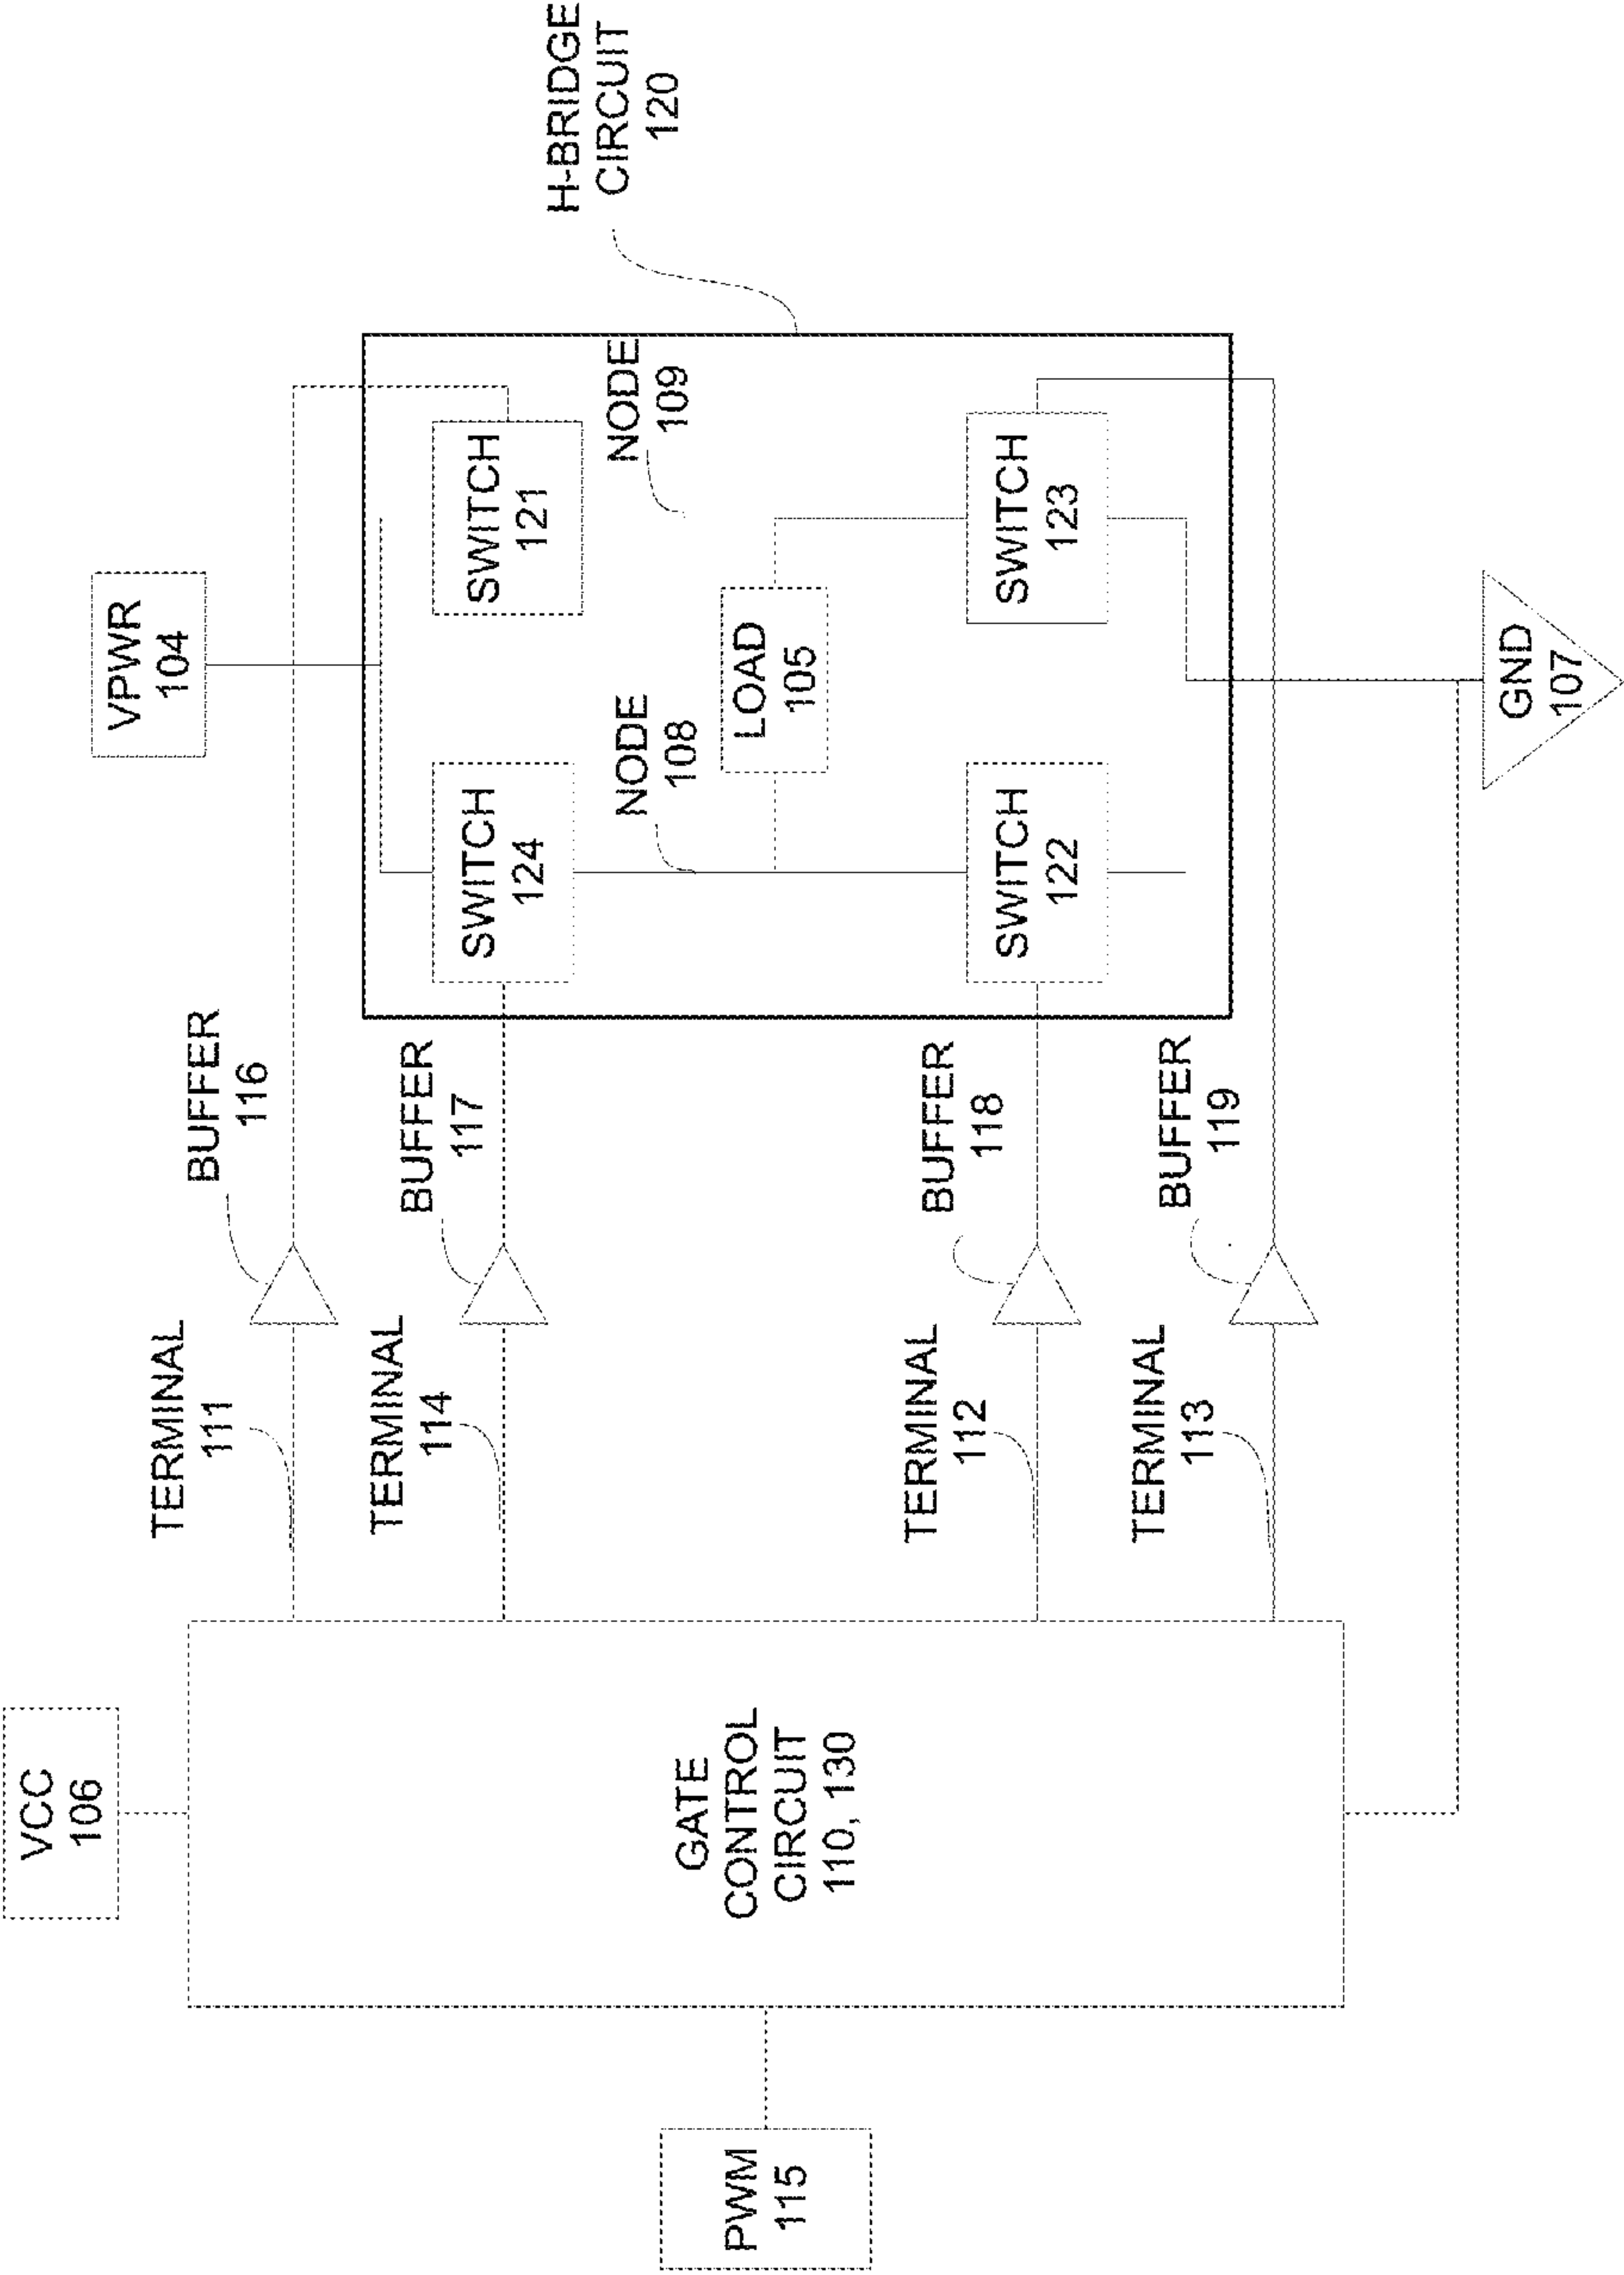 VCC
106
VPWR
104
TERMINAL
111
BUFFER
116
TERMINAL
114
BUFFER
117
TERMINAL
112
BUFFER
118
TERMINAL
113
BUFFER
119
PWM
115
GATE
CONTROL
CIRCUIT
110, 130
SWITCH
124
SWITCH
121
NODE
108
NODE
109
LOAD
105
SWITCH
122
SWITCH
123
H-BRIDGE
CIRCUIT
120
GND
107